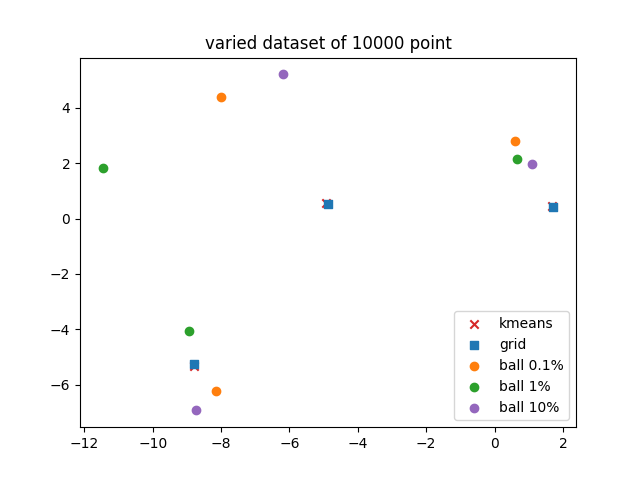 varied dataset of 10000 point
4
2
0
−2
−4
−6
kmeans
grid
ball 0.1%
ball 1%
ball 10%
−12 −10 −8 −6 −4 −2 0 2